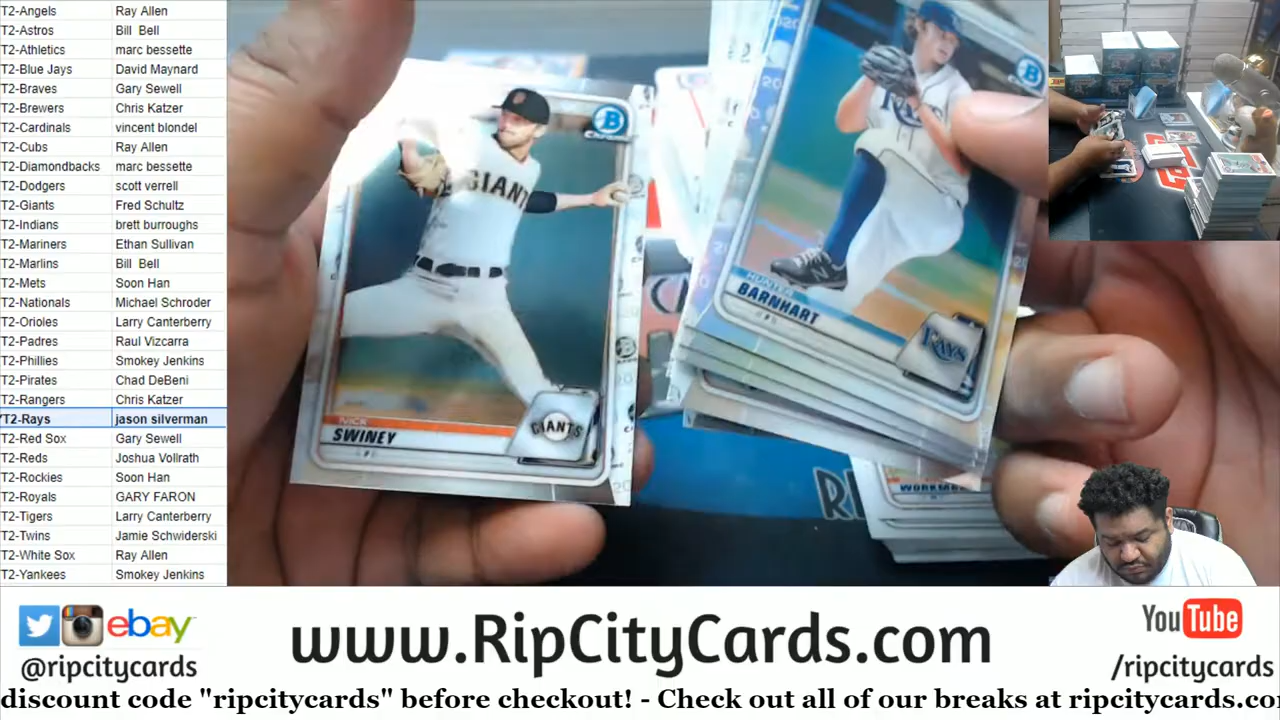 T2-Angels Ray Allen
T2-Astros Bill Bell
T2-Athletics marc bessette
T2-Blue Jays David Maynard
T2-Braves Gary Sewell
T2-Brewers Chris Katzer
T2-Cardinals vincent blondel
T2-Cubs Ray Allen
T2-Diamondbacks marc bessette
T2-Dodgers scott verrell
T2-Giants Fred Schultz
T2-Indians brett burroughs
T2-Mariners Ethan Sullivan
T2-Marlins Bill Bell
T2-Mets Soon Han
T2-Nationals Michael Schroder
T2-Orioles Larry Canterberry
T2-Padres Raul Vizcarra
T2-Phillies Smokey Jenkins
T2-Pirates Chad DeBeni
T2-Rangers Chris Katzer
T2-Rays jason silverman
T2-Red Sox Gary Sewell
T2-Reds Joshua Vollrath
T2-Rockies Soon Han
T2-Royals GARY FARON
T2-Tigers Larry Canterberry
T2-Twins Jamie Schwiderski
T2-White Sox Ray Allen
T2-Yankees Smokey Jenkins
B
GIANTS
NICK
SWINEY
GIANTS
B
HUNTER
BARNHART
RAYS
ebay
@ripcitycards
www.RipCityCards.com
YouTube
/ripcitycards
discount code "ripcitycards" before checkout! - Check out all of our breaks at ripcitycards.co